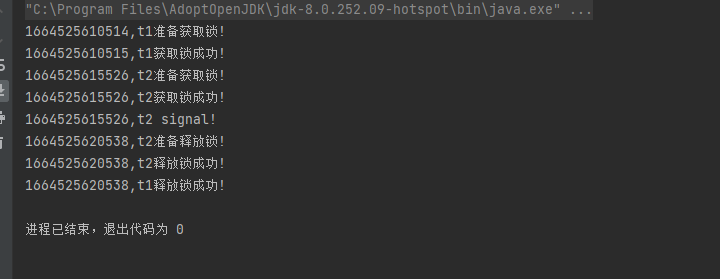 "C:\Program Files\AdoptOpenJDK\jdk-8.0.252.09-hotspot\bin\java.exe" ...
1664525610514,t1准备获取锁!
1664525610515,t1获取锁成功!
1664525615526,t2准备获取锁!
1664525615526,t2获取锁成功!
1664525615526,t2 signal!
1664525620538,t2准备释放锁!
1664525620538,t2释放锁成功!
1664525620538,t1释放锁成功!
进程已结束，退出代码为 0